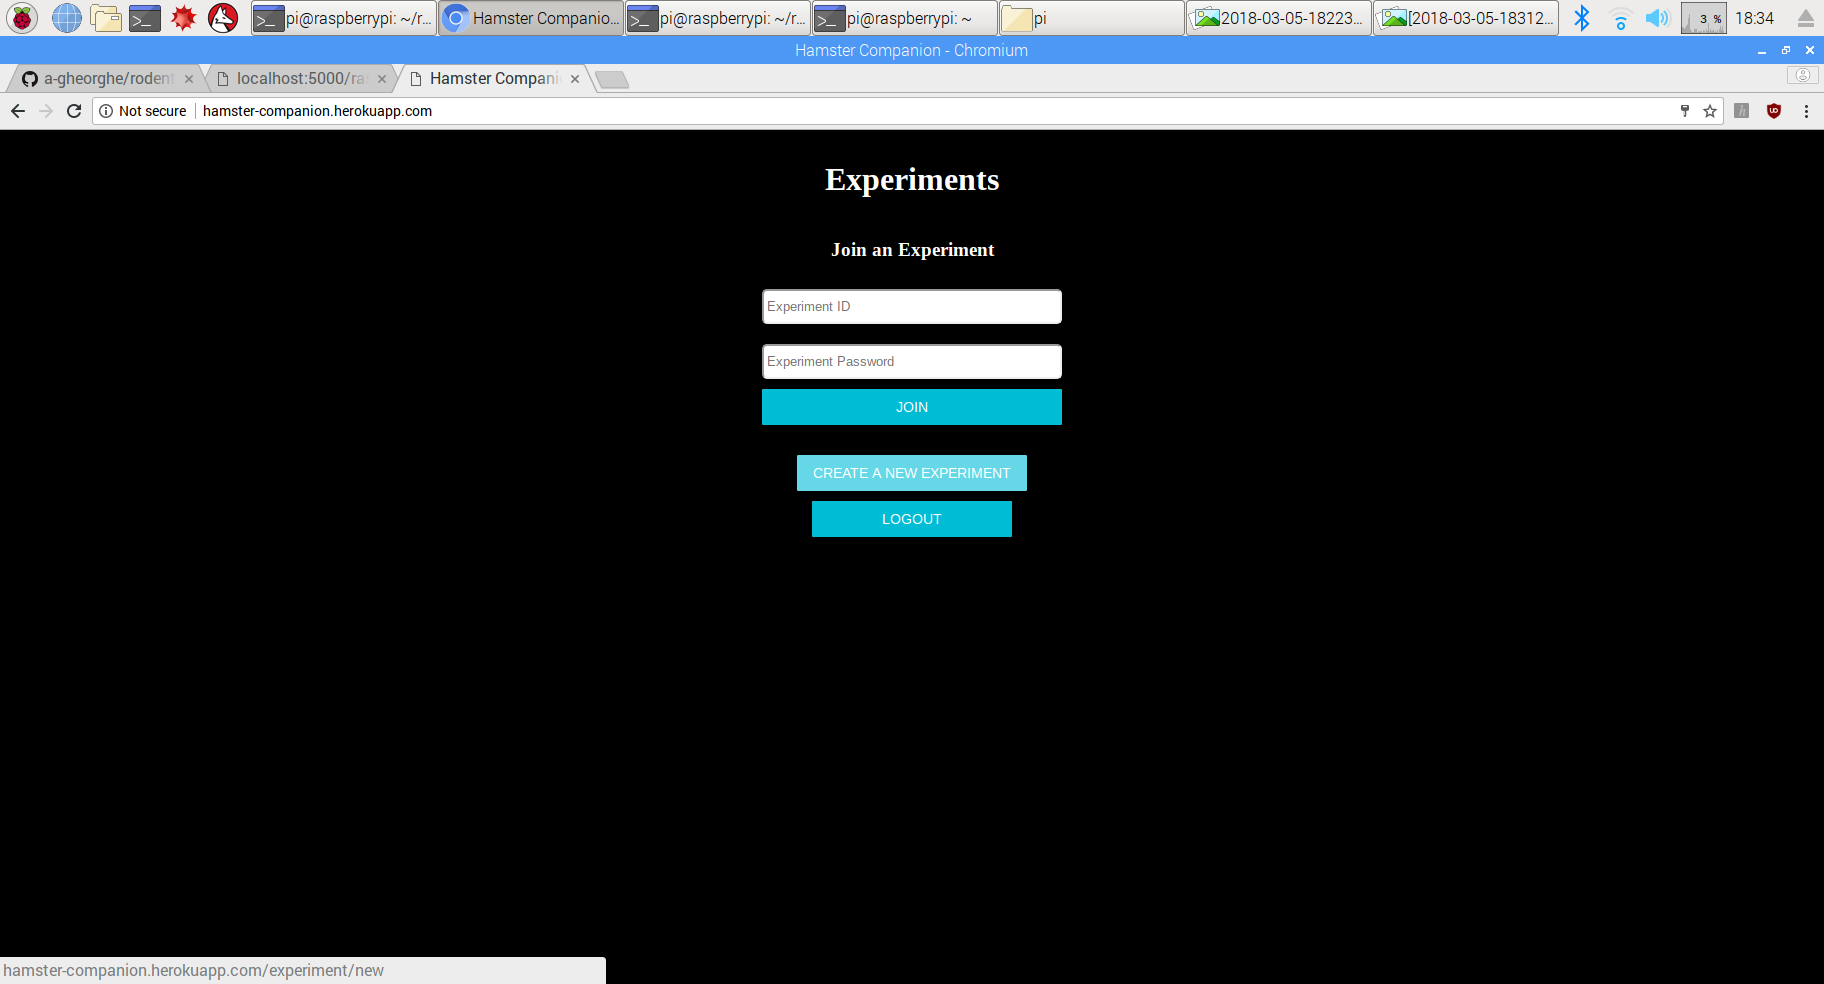 pi@raspberrypi: ~/r...
Hamster Companio...
pi@raspberrypi: ~/r...
pi@raspberrypi: ~
pi
2018-03-05-18223...
[2018-03-05-18312...
3 %
18:34
Hamster Companion - Chromium
a-gheorghe/rodent
localhost:5000/ra
Hamster Compani
Not secure
hamster-companion.herokuapp.com
Experiments
Join an Experiment
Experiment ID
Experiment Password
JOIN
CREATE A NEW EXPERIMENT
LOGOUT
hamster-companion.herokuapp.com/experiment/new